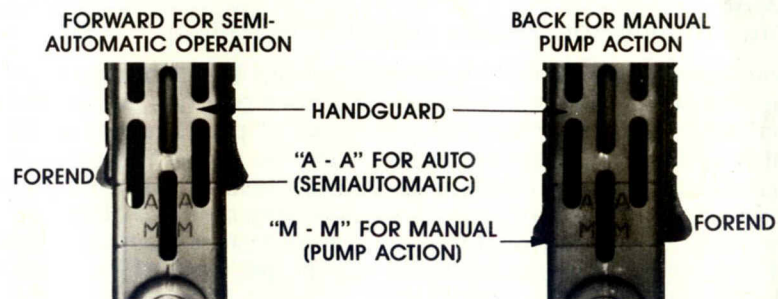 FORWARD FOR SEMI-
AUTOMATIC OPERATION
BACK FOR MANUAL
PUMP ACTION
HANDGUARD
FOREND
"A - A" FOR AUTO
(SEMIAUTOMATIC)
A A
M M
"M - M" FOR MANUAL
(PUMP ACTION)
A A
M M
FOREND